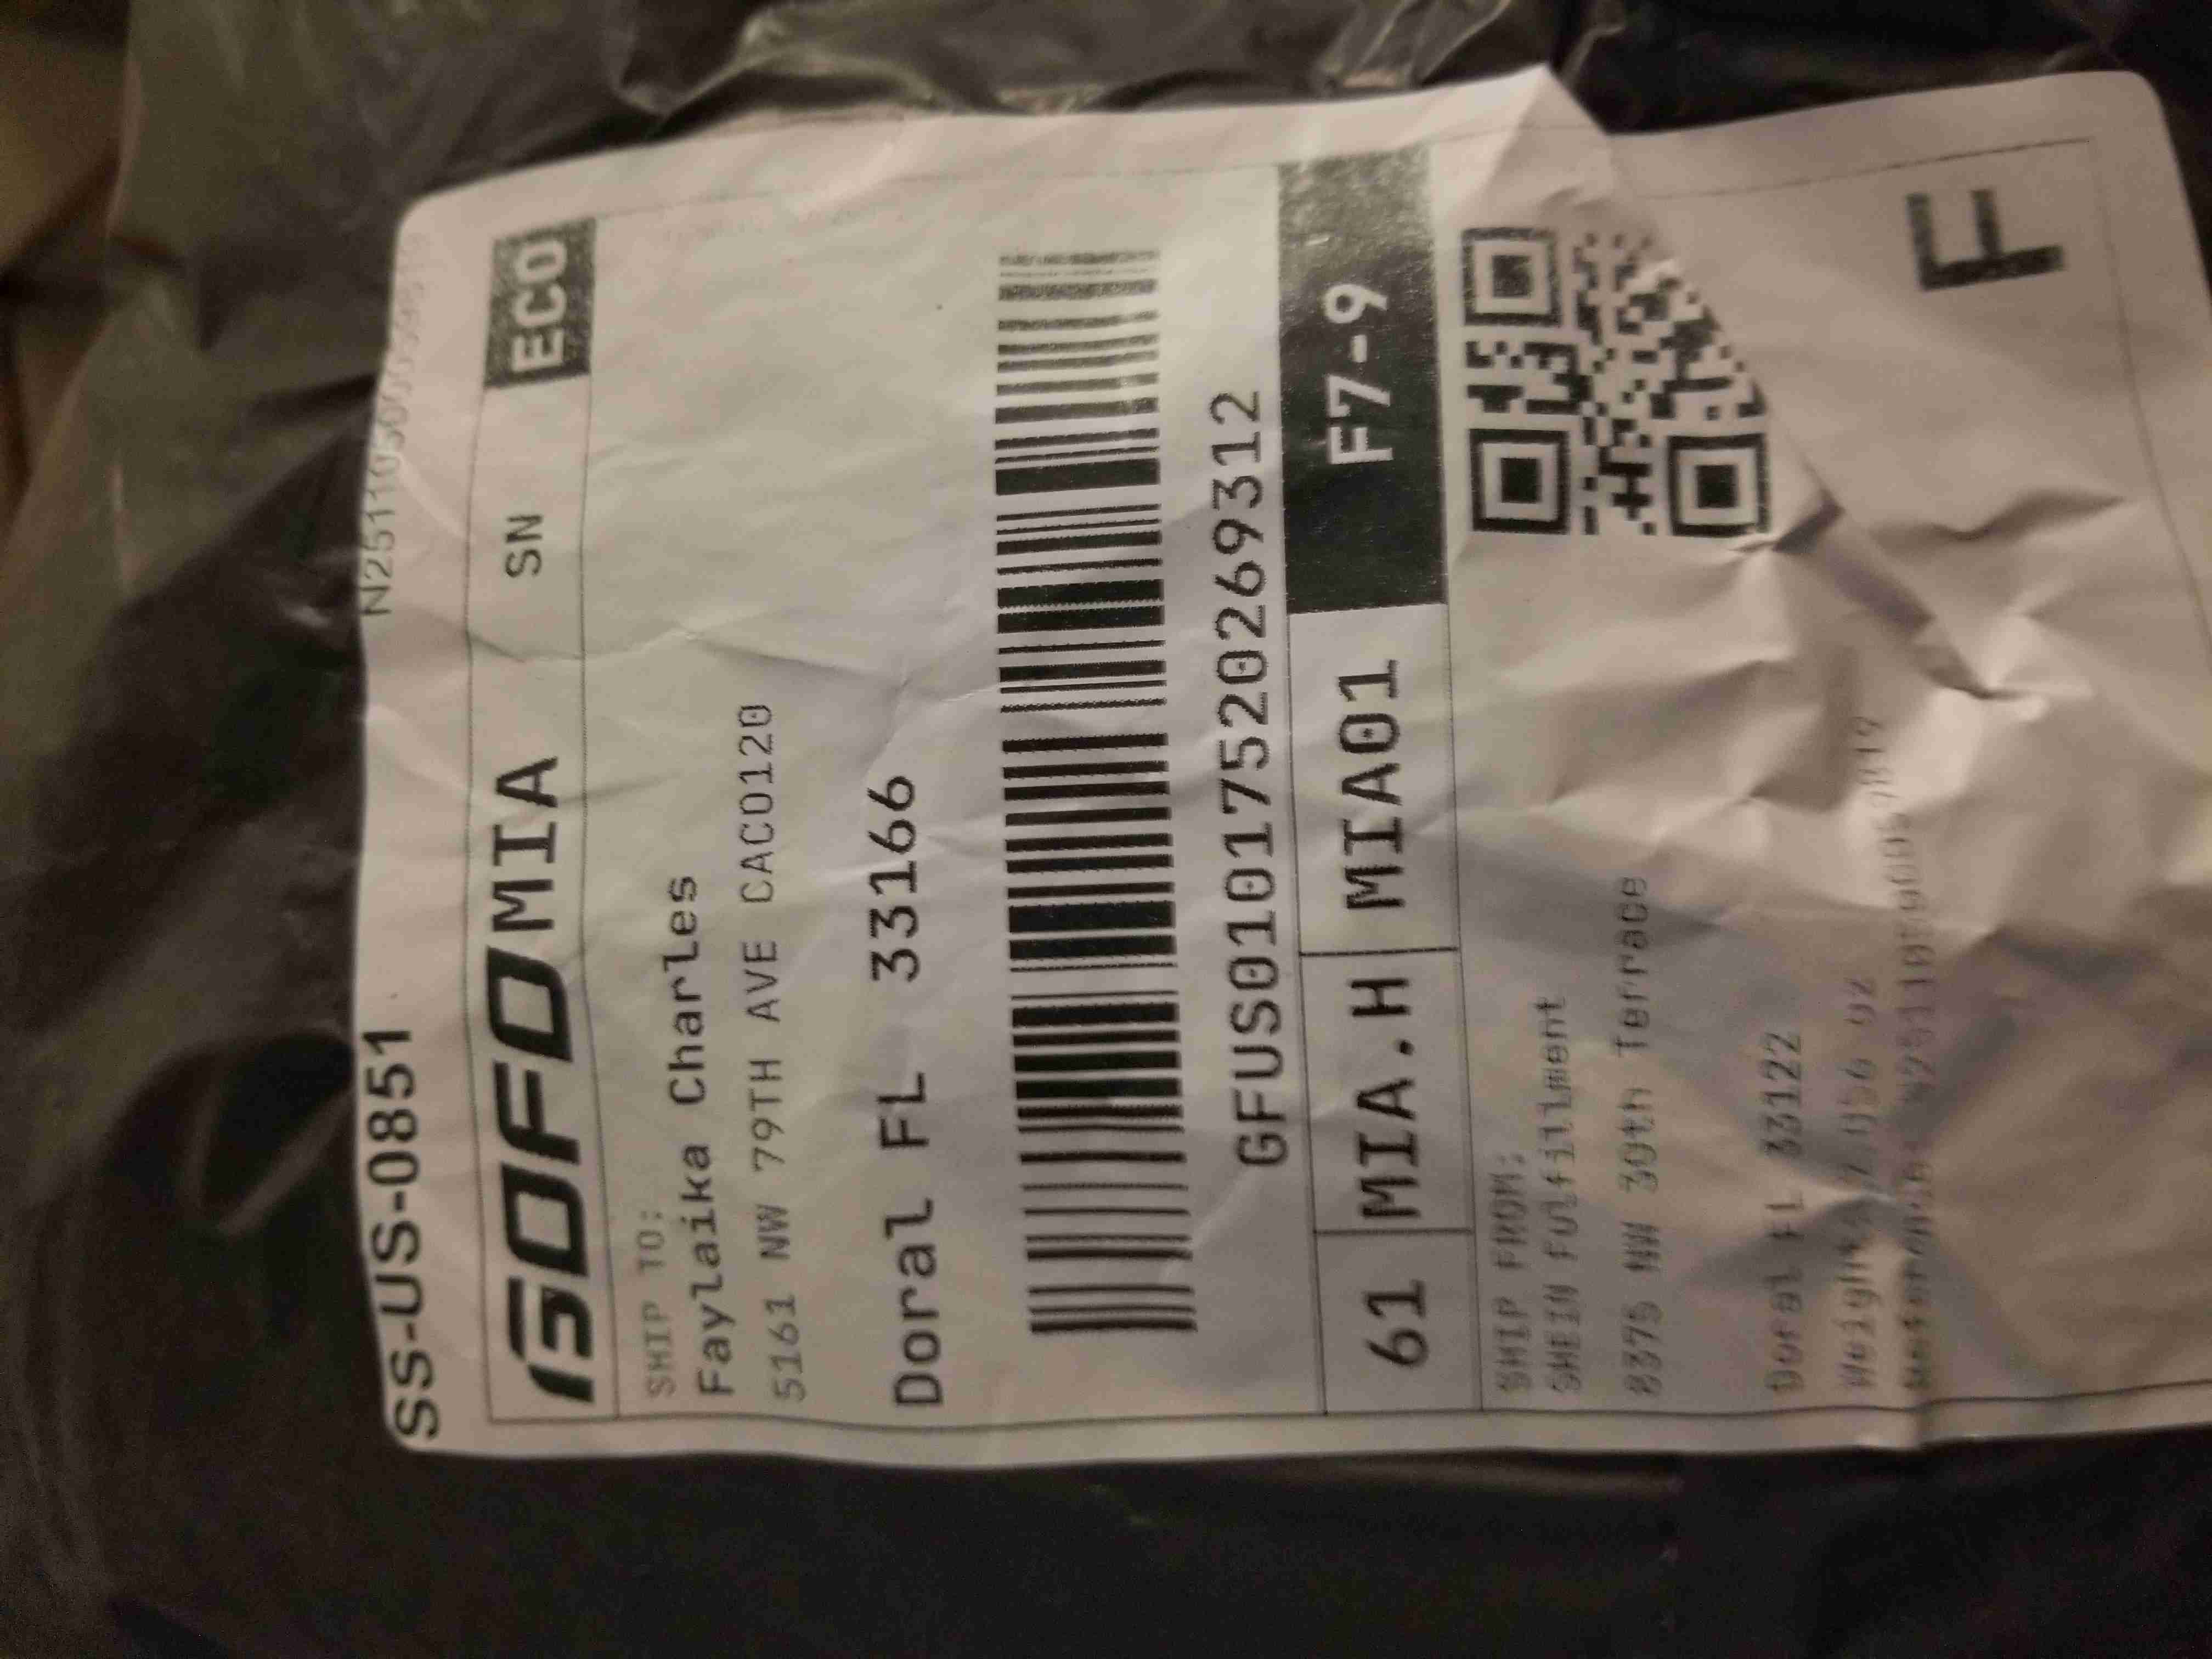 SS-US-0851
GOFO MIA SN ECO
SHIP TO:
Faylaika Charles
5161 NW 79TH AVE CACO120
Doral FL 33166
GFUS01017520269312
61 MIA.H MIA01 F7-9
SHIP FROM:
SHEIN Fulfillment
8375 NW 30th Terrace
Doral FL 33122
F